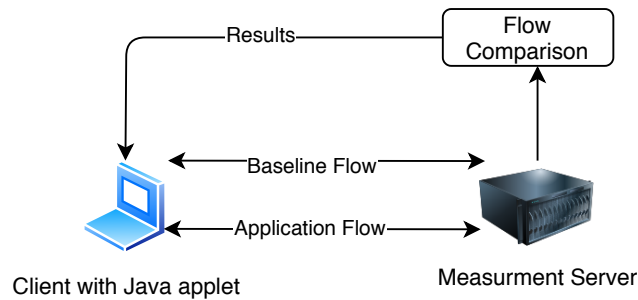 Flow
Comparison
Results
Baseline Flow
Application Flow
Client with Java applet
Measurment Server